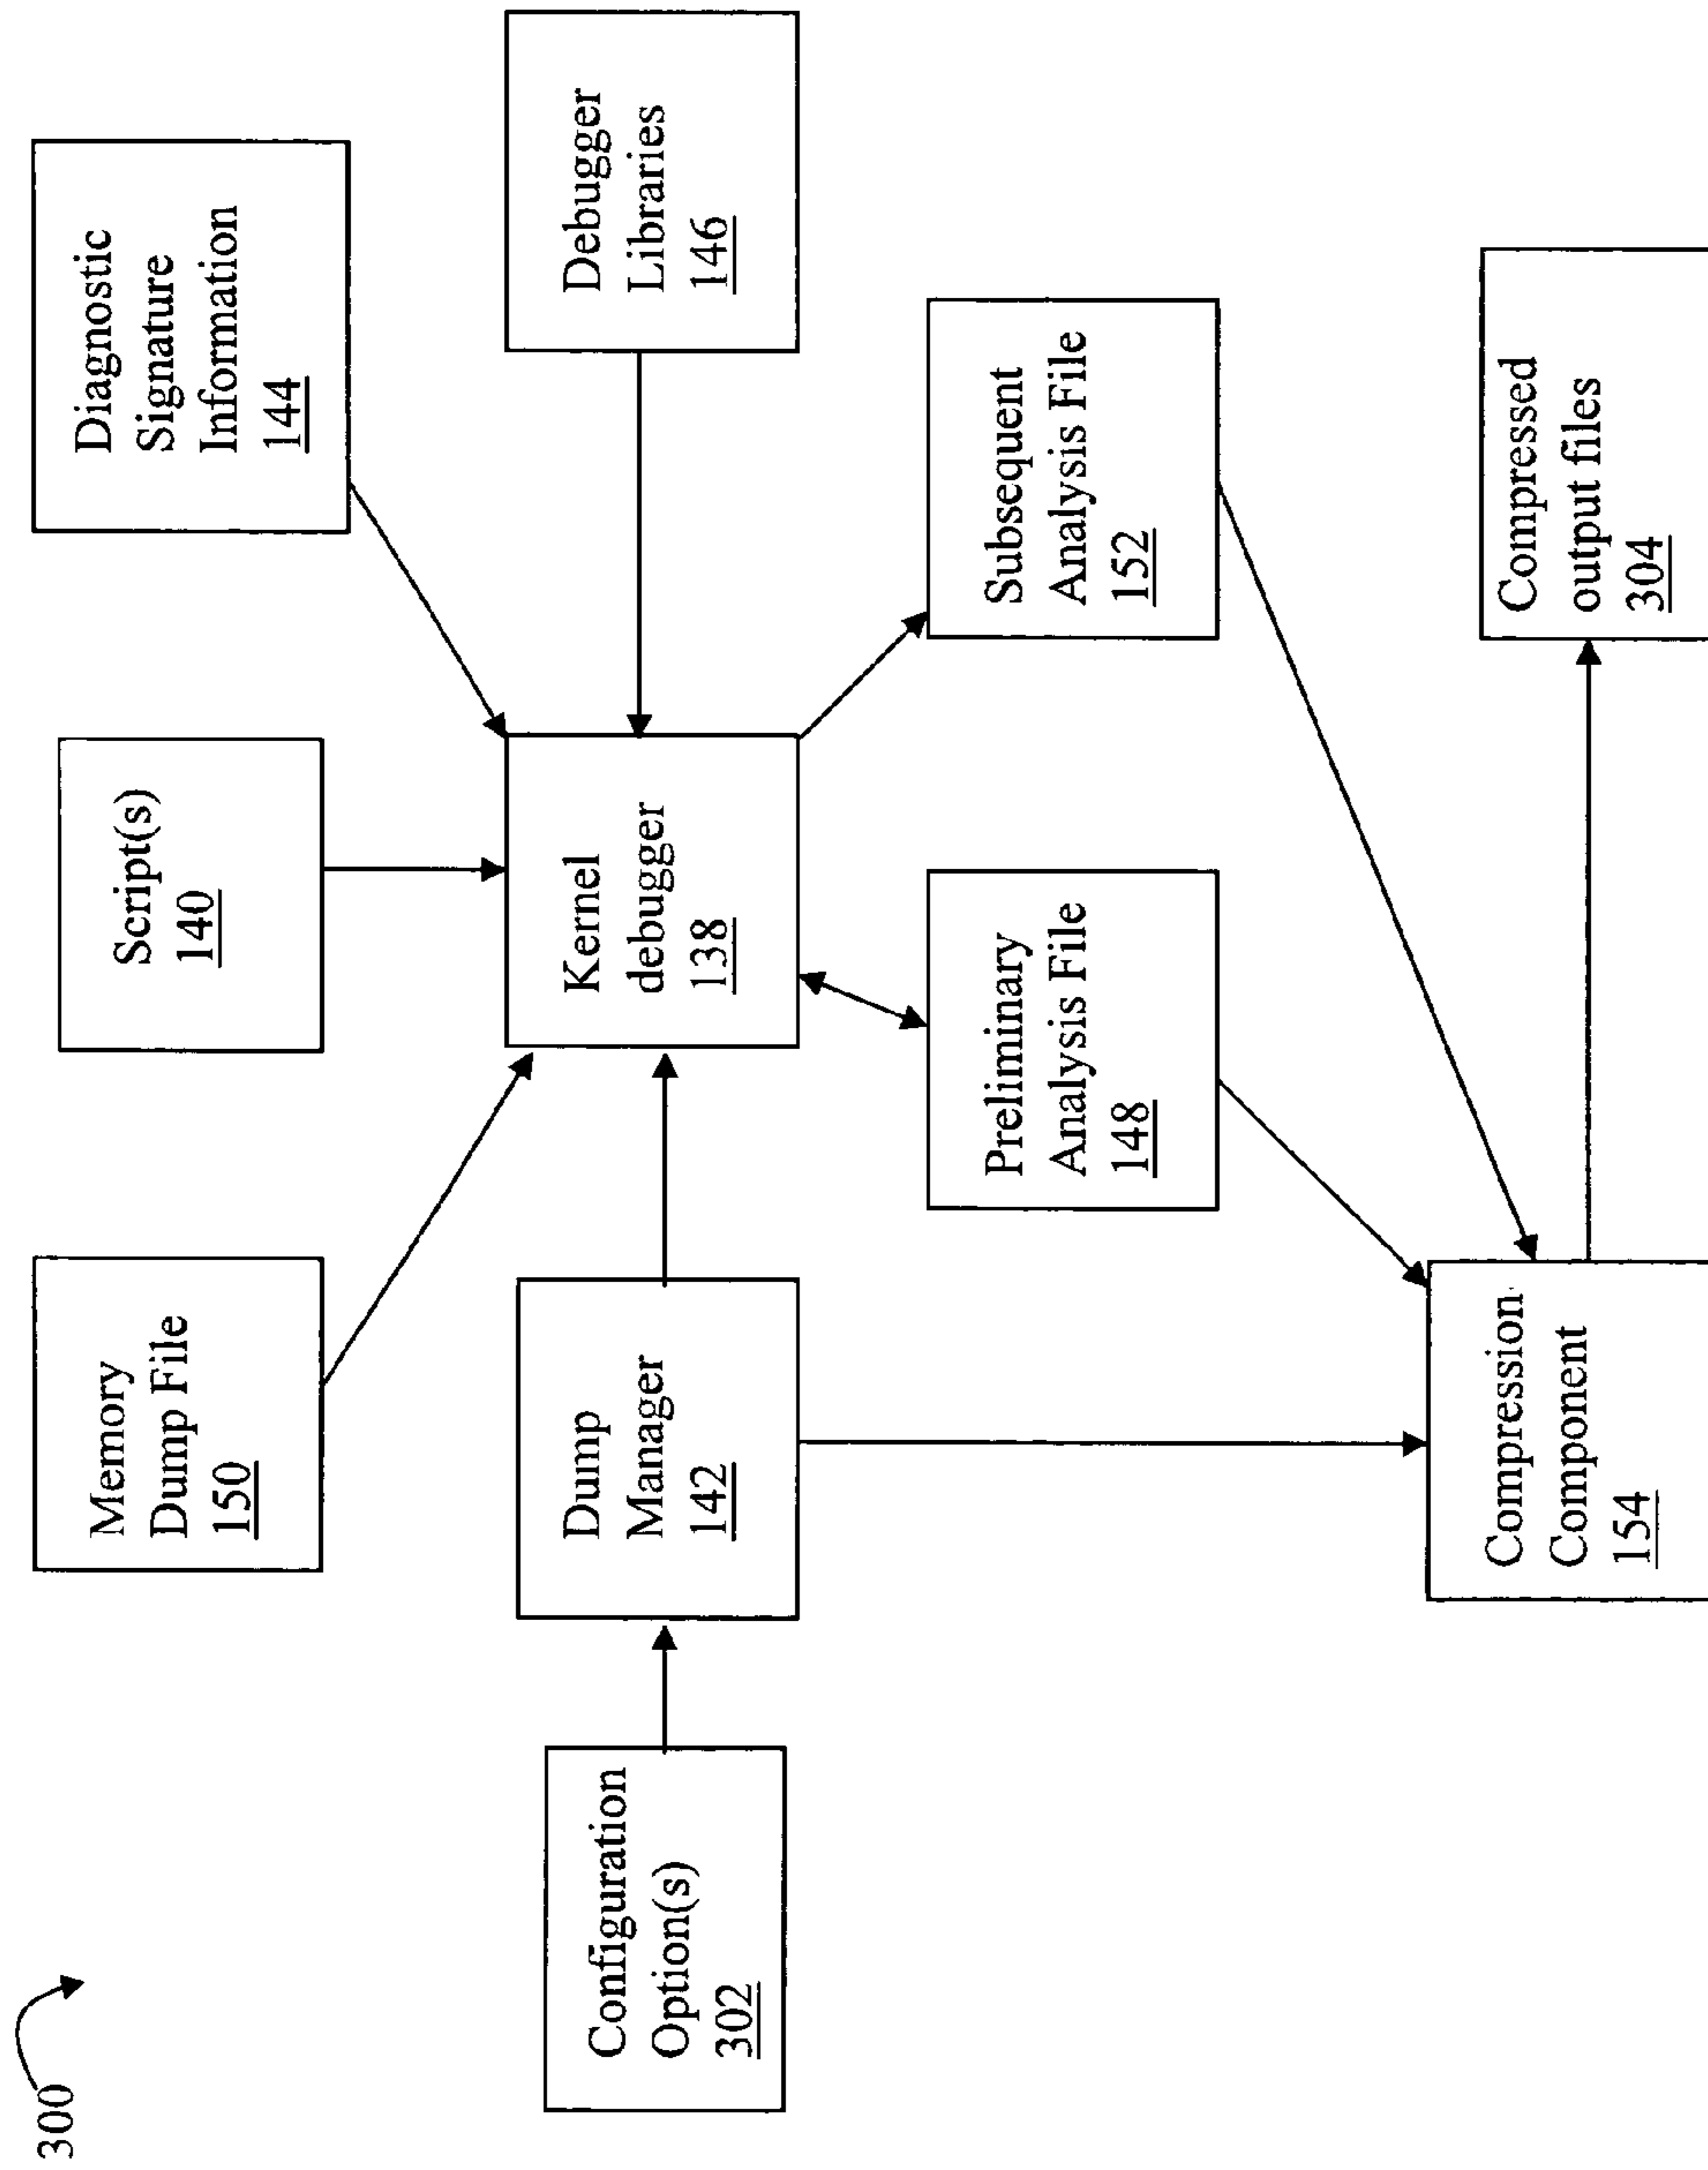 300
Memory
Dump File
150
Script(s)
140
Diagnostic
Signature
Information
144
Configuration
Option(s)
302
Dump
Manager
142
Kernel
debugger
138
Debugger
Libraries
146
Preliminary
Analysis File
148
Subsequent
Analysis File
152
Compression
Component
154
Compressed
output files
304